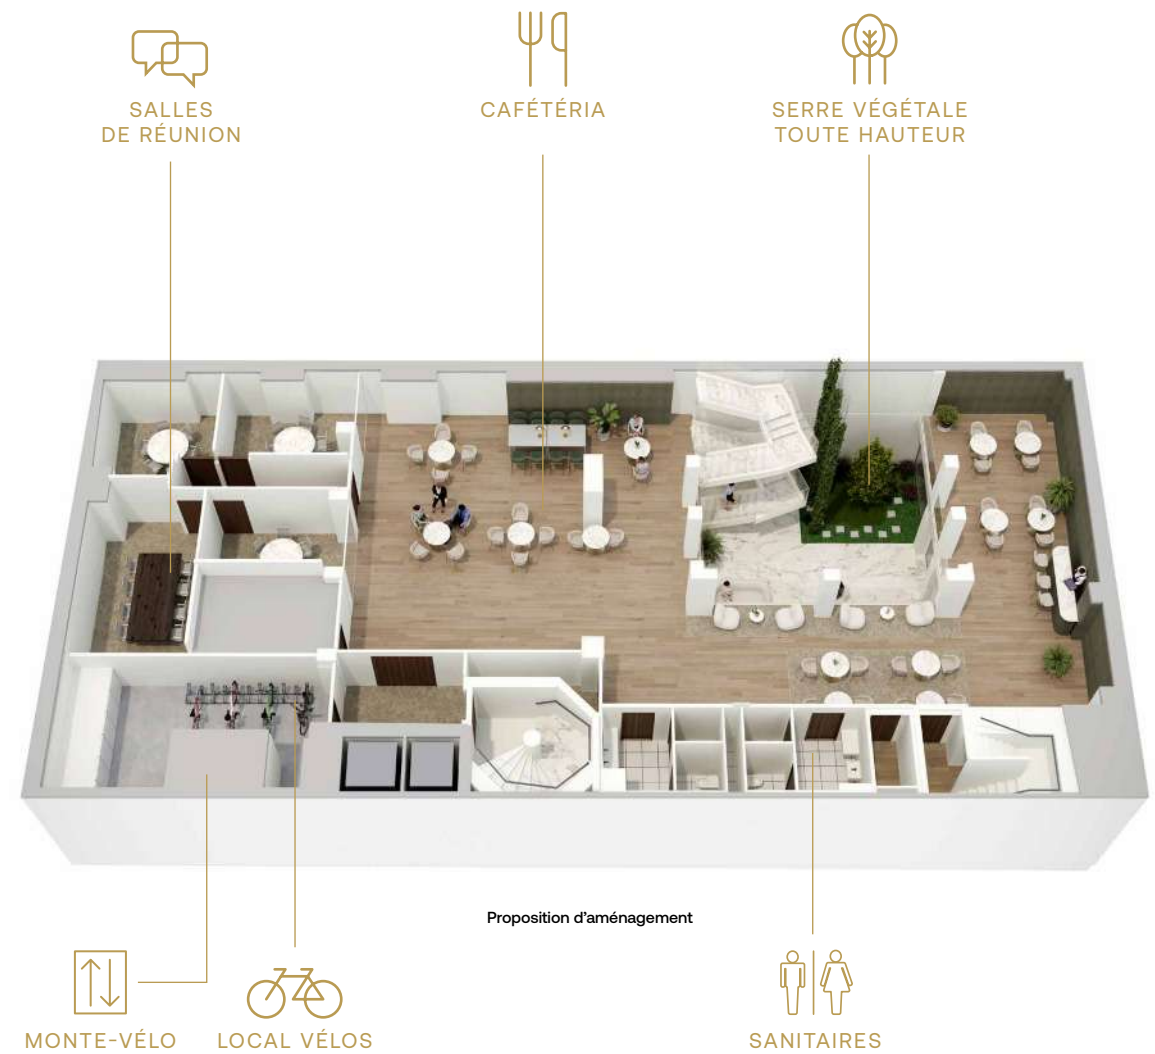 SALLES
DE RÉUNION
CAFÉTÉRIA
SERRE VÉGÉTALE
TOUTE HAUTEUR
Proposition d'aménagement
MONTE-VÉLO
LOCAL VÉLOS
SANITAIRES